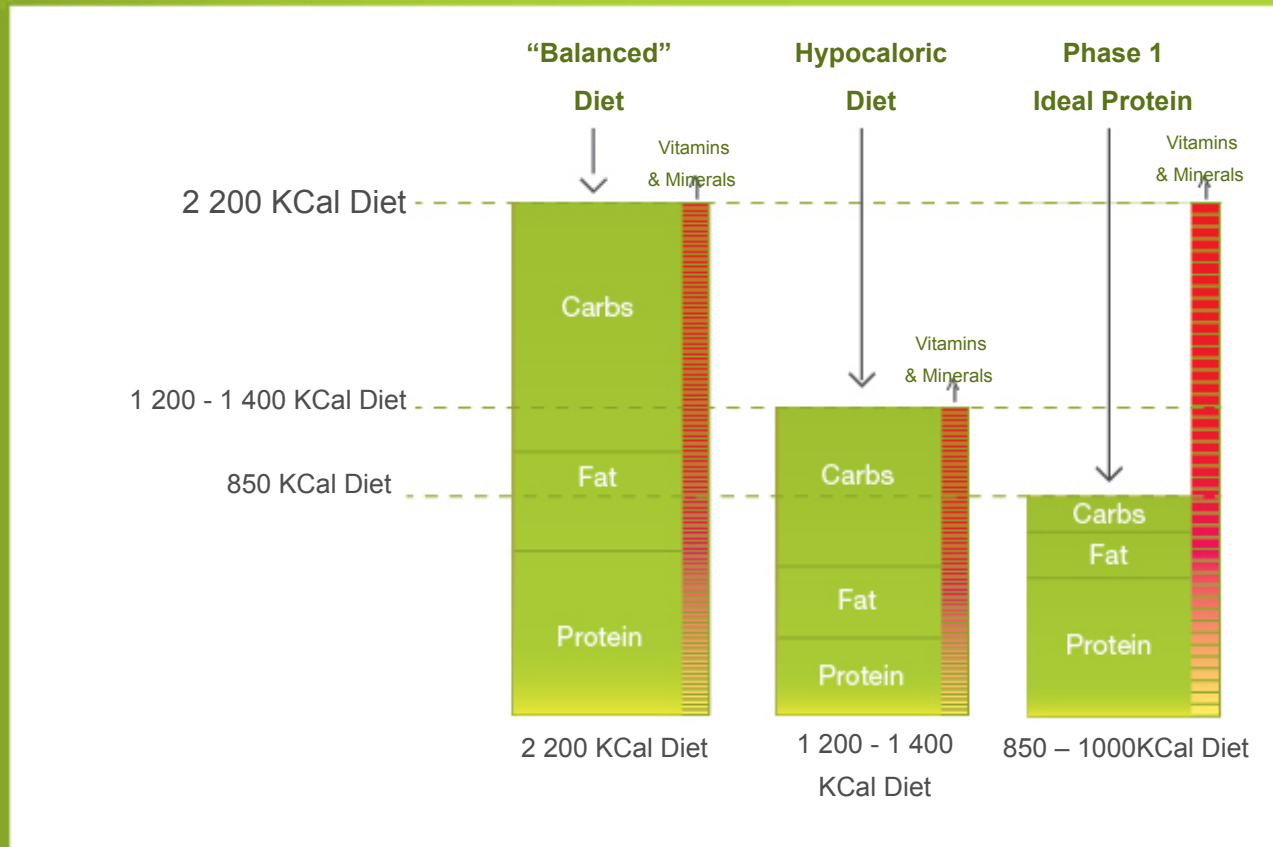 “Balanced”
Diet
Hypocaloric
Diet
Phase 1
Ideal Protein
Vitamins
& Minerals
Vitamins
& Minerals
2 200 KCal Diet
Carbs
Vitamins
& Minerals
1 200 - 1 400 KCal Diet
Fat
Carbs
850 KCal Diet
Carbs
Fat
Fat
Protein
Protein
Protein
2 200 KCal Diet
1 200 - 1 400
KCal Diet
850 – 1000KCal Diet